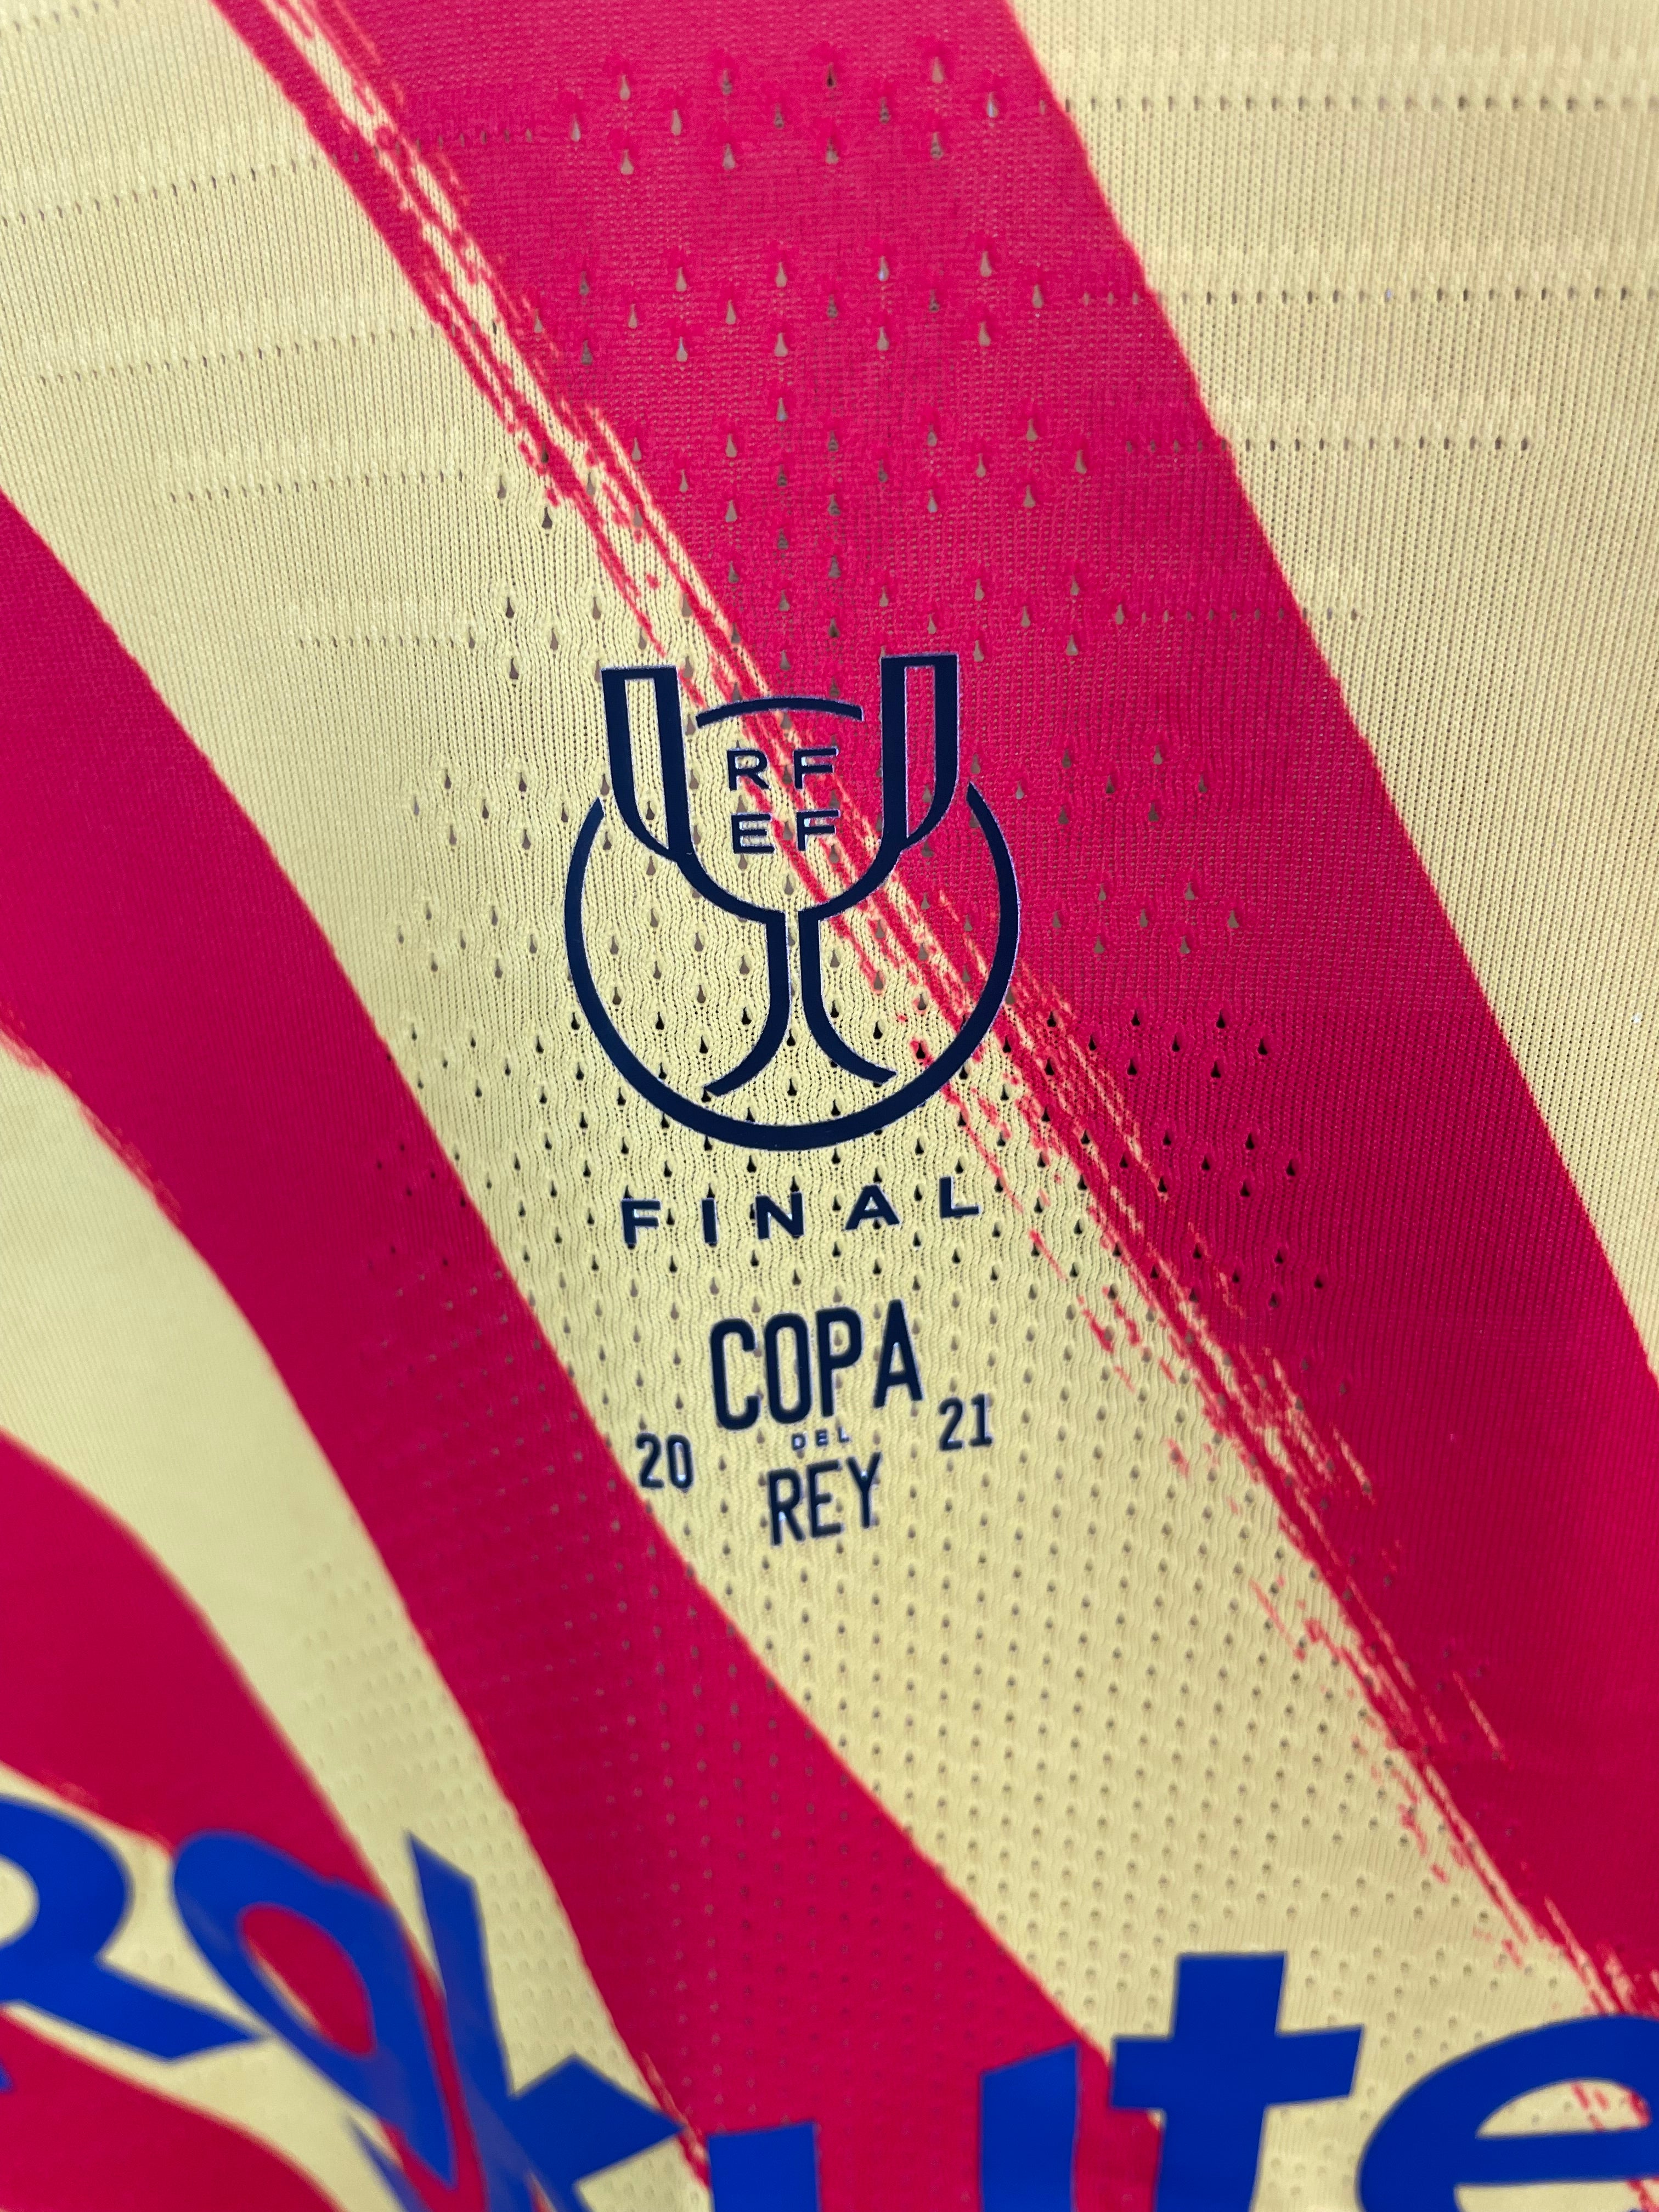 RF
EF
FINAL
COPA
20 DEL 21
REY